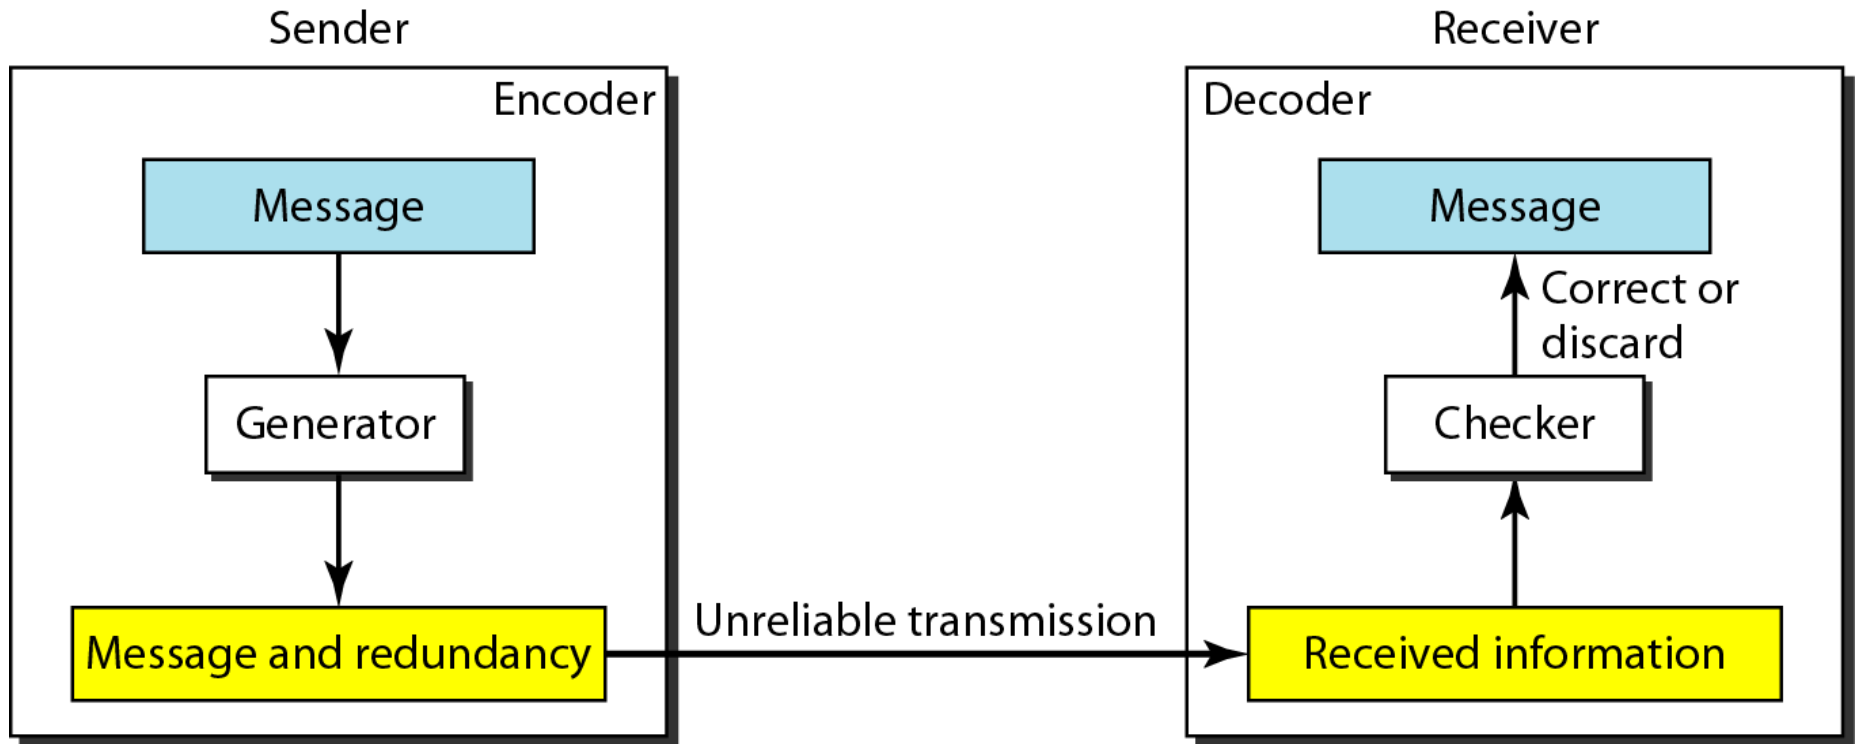 Sender
Encoder
Message
Generator
Message and redundancy
Unreliable transmission
Receiver
Decoder
Message
Correct or
discard
Checker
Received information